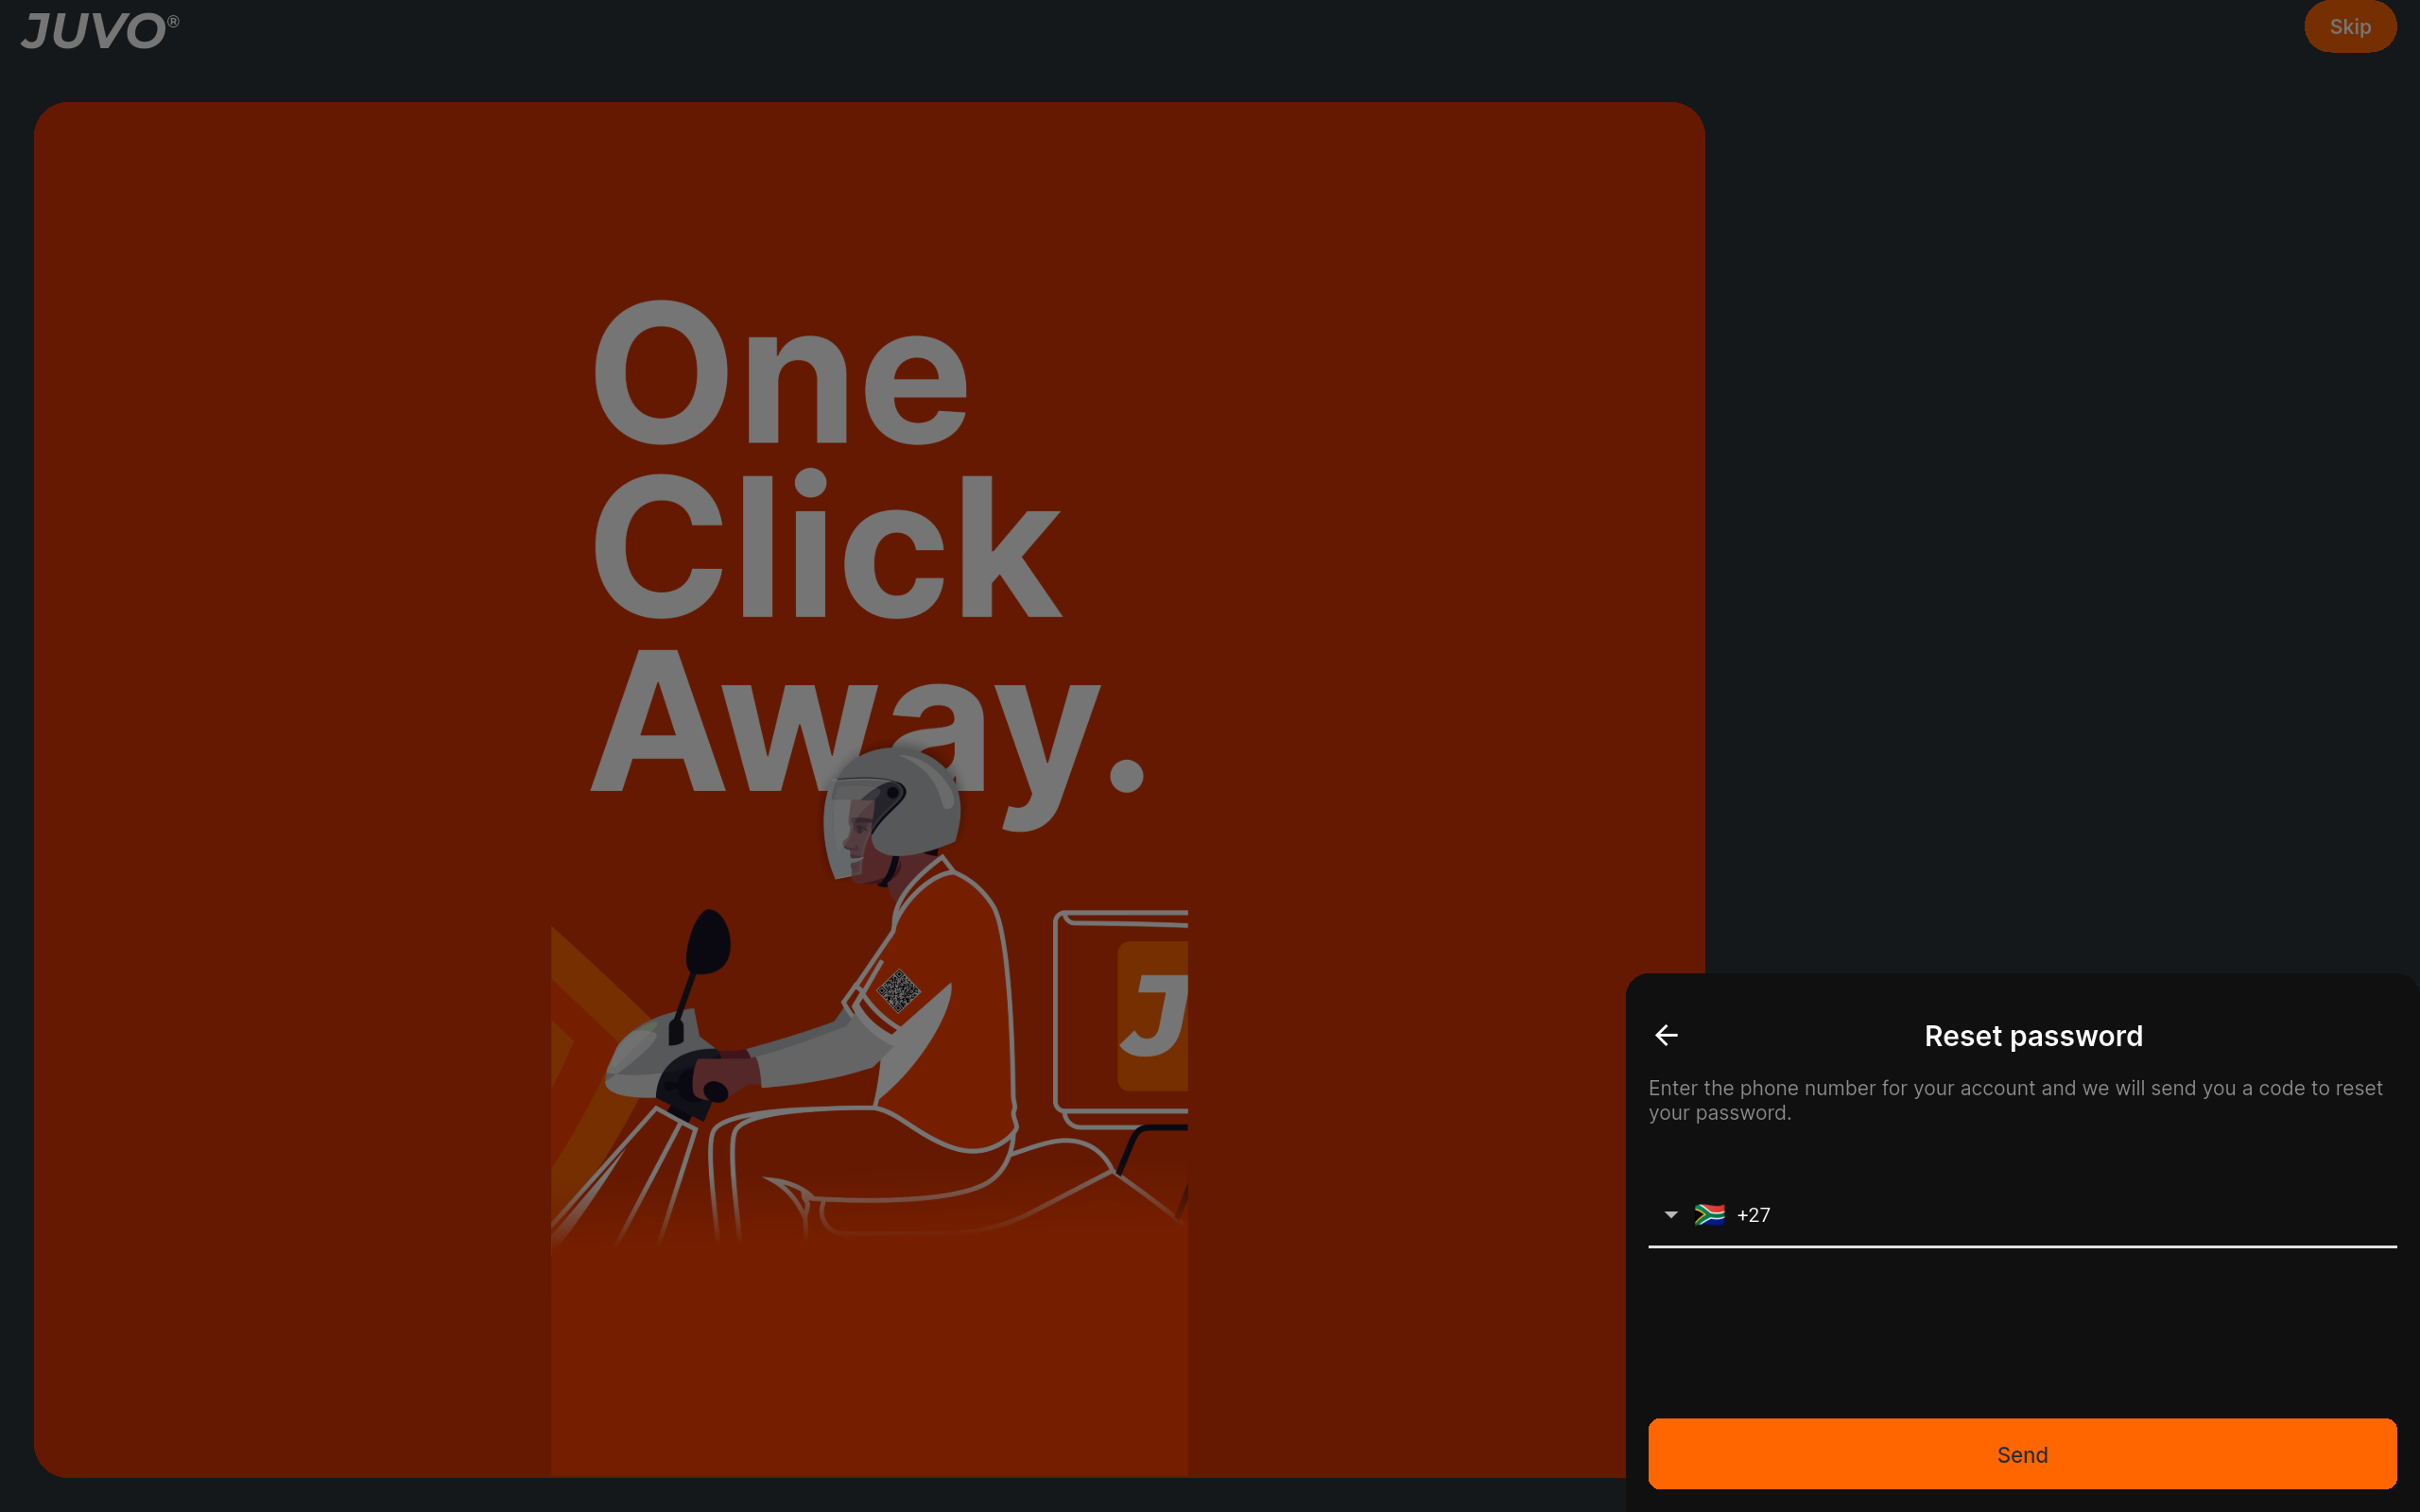 JUVO®
Skip
One
Click
Away.
J
Reset password
Enter the phone number for your account and we will send you a code to reset
your password.
+27
Send